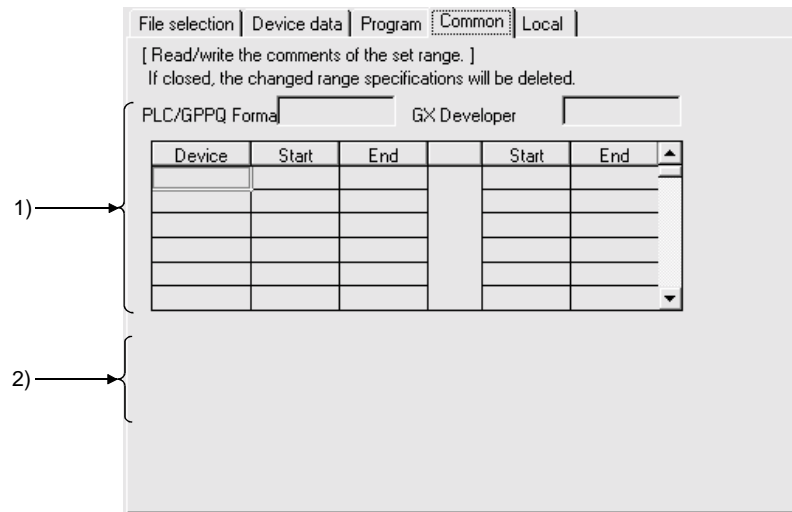 File selection Device data Program Common Local
[ Read/write the comments of the set range. ]
If closed, the changed range specifications will be deleted.
PLC/GPPQ Forma GX Developer
Device Start End Start End
1)
2)